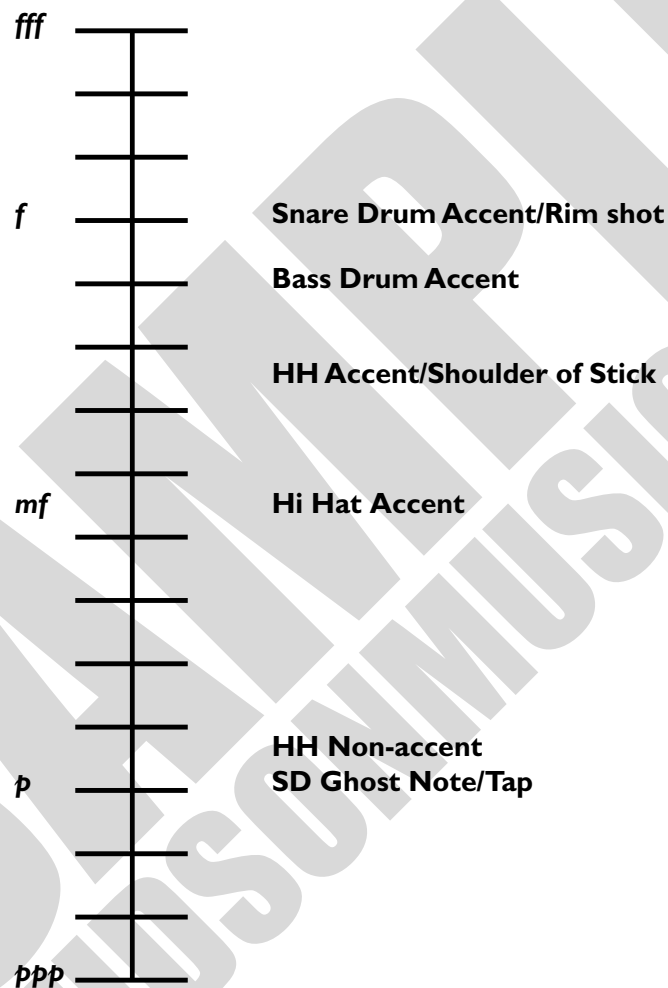 fff
f Snare Drum Accent/Rim shot
Bass Drum Accent
HH Accent/Shoulder of Stick
mf Hi Hat Accent
HH Non-accent
p SD Ghost Note/Tap
ppp